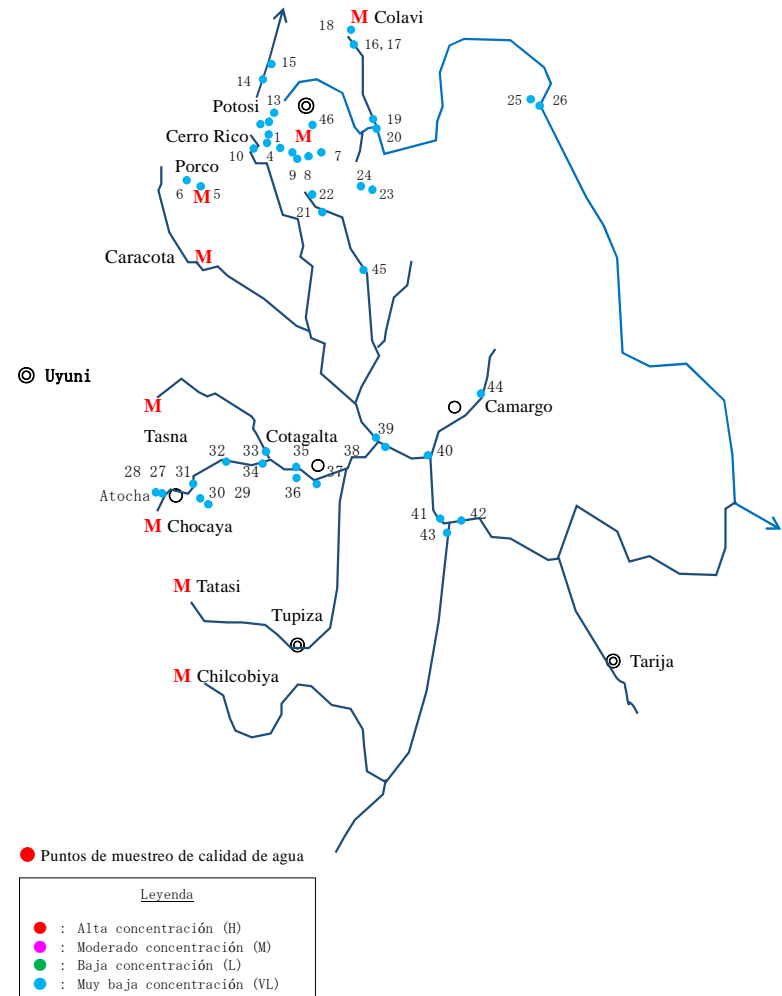 18 M Colavi
16,17
15
14
13
Potosi
46
19
25 26
Cerro Rico 1 M 20
10 4 7
Porco 9 8 24
6 5 22 23
M 21
Caracota M
45
Uyuni
44
M Camargo
Tasna Cotagalta 39
32 33 35 38 40
28 27 31 34 37
Atocha 30 29 36
M Chocaya 41 42
43
M Tatasi
Tupiza
Tarija
M Chilcobiya
Puntos de muestreo de calidad de agua
Leyenda
: Alta concentración (H)
: Moderado concentración (M)
: Baja concentración (L)
: Muy baja concentración (VL)